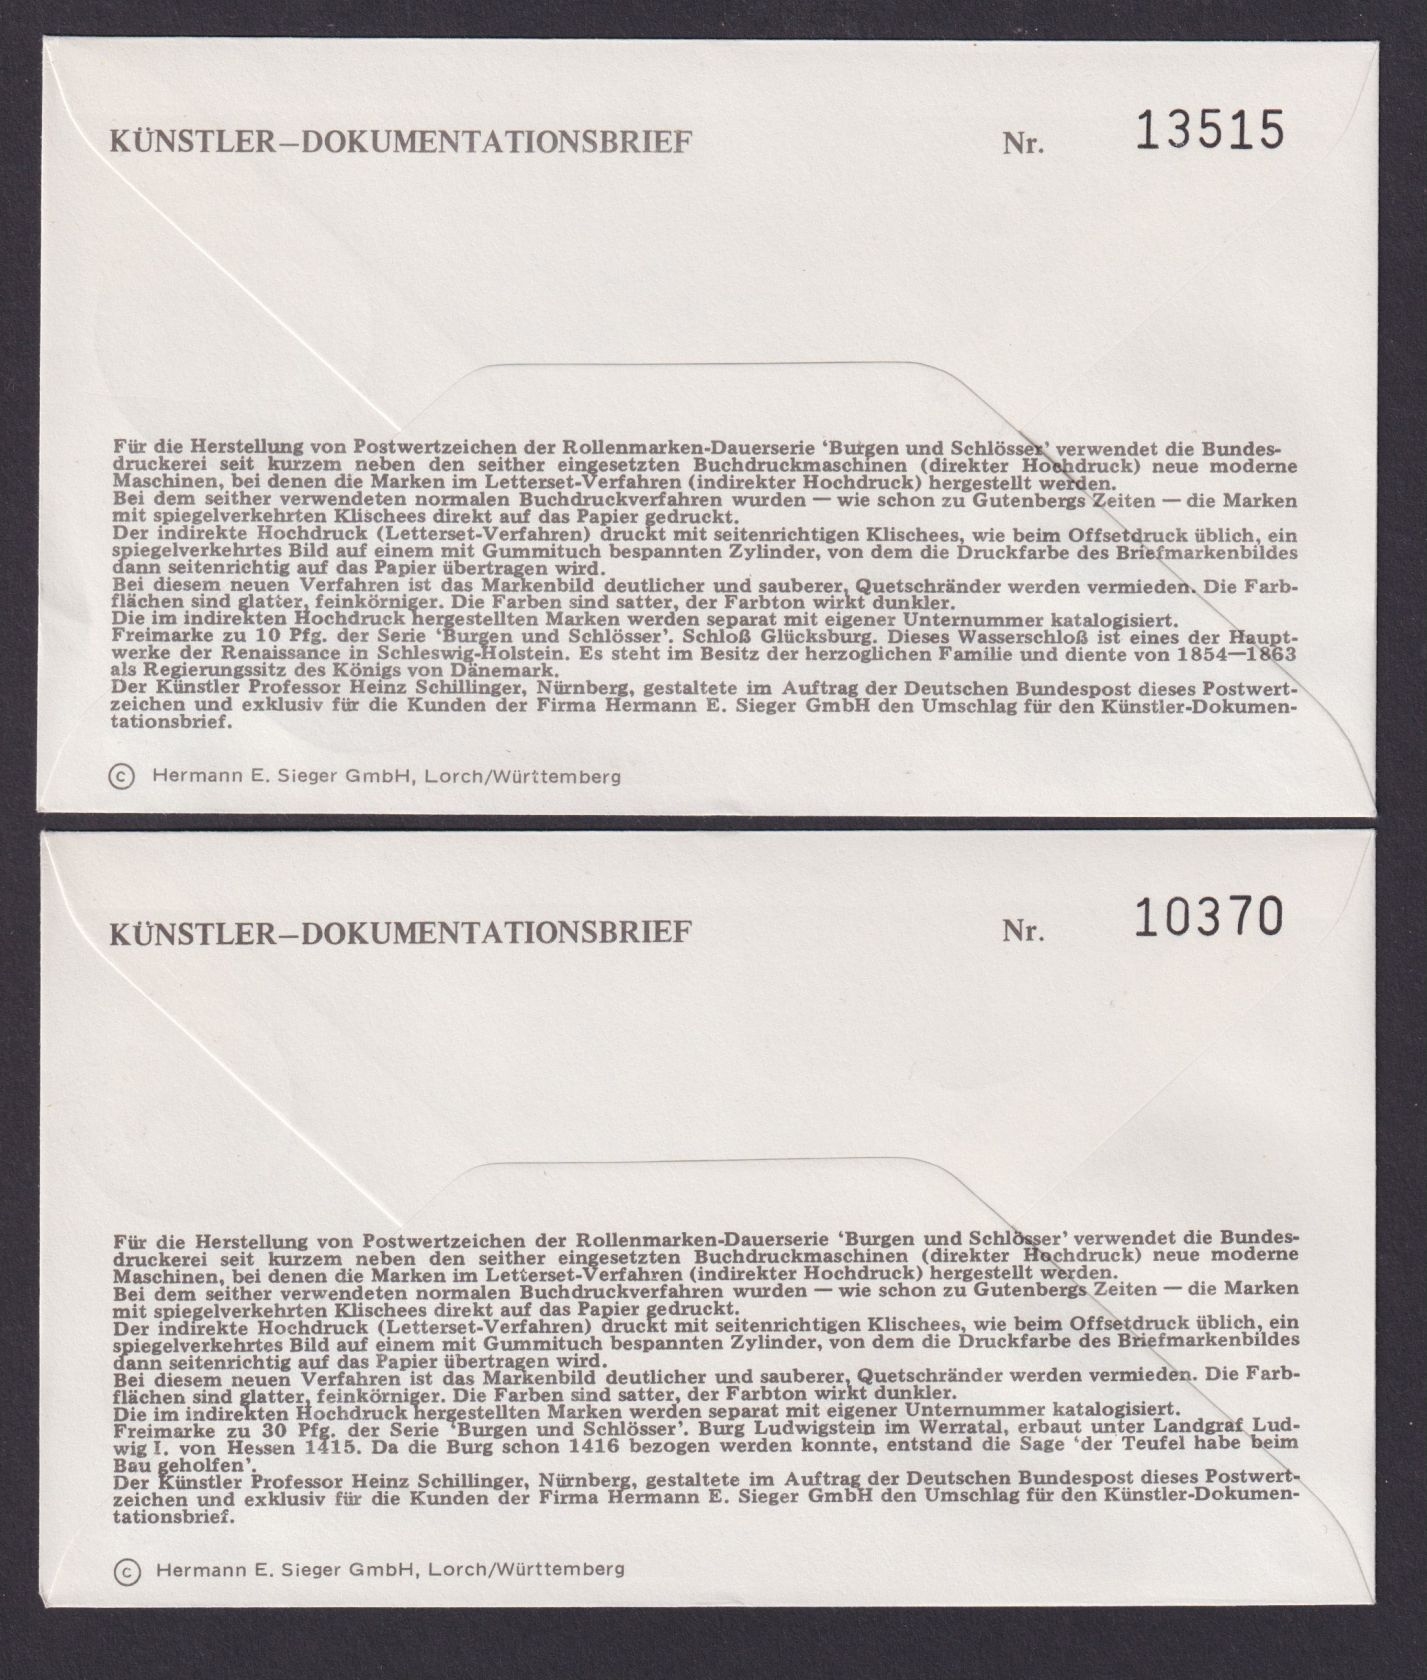 KÜNSTLER–DOKUMENTATIONSBRIEF Nr. 13515
Für die Herstellung von Postwertzeichen der Rollenmarken-Dauerserie ‘Burgen und Schlösser’ verwendet die Bundes-
druckerei seit kurzem neben den seither eingesetzten Buchdruckmaschinen (direkter Hochdruck) neue moderne
Maschinen, bei denen die Marken im Letterset-Verfahren (indirekter Hochdruck) hergestellt werden.
Bei dem seither verwendeten normalen Buchdruckverfahren wurden — wie schon zu Gutenbergs Zeiten — die Marken
mit spiegelverkehrten Klischees direkt auf das Papier gedruckt.
Der indirekte Hochdruck (Letterset-Verfahren) druckt mit seitenrichtigen Klischees, wie beim Offsetdruck üblich, ein
spiegelverkehrtes Bild auf einem mit Gummituch bespannten Zylinder, von dem die Druckfarbe des Briefmarkenbildes
dann seitenrichtig auf das Papier übertragen wird.
Bei diesem neuen Verfahren ist das Markenbild deutlicher und sauberer, Quetschränder werden vermieden. Die Farb-
flächen sind glatter, feinkörniger. Die Farben sind satter, der Farbton wirkt dunkler.
Die im indirekten Hochdruck hergestellten Marken werden separat mit eigener Unternummer katalogisiert.
Freimarke zu 10 Pfg. der Serie ‘Burgen und Schlösser’. Schloß Glücksburg. Dieses Wasserschloß ist eines der Haupt-
werke der Renaissance in Schleswig-Holstein. Es steht im Besitz der herzoglichen Familie und diente von 1854—1863
als Regierungssitz des Königs von Dänemark.
Der Künstler Professor Heinz Schillinger, Nürnberg, gestaltete im Auftrag der Deutschen Bundespost dieses Postwert-
zeichen und exklusiv für die Kunden der Firma Hermann E. Sieger GmbH den Umschlag für den Künstler-Dokumen-
tationsbrief.
© Hermann E. Sieger GmbH, Lorch/Württemberg
KÜNSTLER–DOKUMENTATIONSBRIEF Nr. 10370
Für die Herstellung von Postwertzeichen der Rollenmarken-Dauerserie ‘Burgen und Schlösser’ verwendet die Bundes-
druckerei seit kurzem neben den seither eingesetzten Buchdruckmaschinen (direkter Hochdruck) neue moderne
Maschinen, bei denen die Marken im Letterset-Verfahren (indirekter Hochdruck) hergestellt werden.
Bei dem seither verwendeten normalen Buchdruckverfahren wurden — wie schon zu Gutenbergs Zeiten — die Marken
mit spiegelverkehrten Klischees direkt auf das Papier gedruckt.
Der indirekte Hochdruck (Letterset-Verfahren) druckt mit seitenrichtigen Klischees, wie beim Offsetdruck üblich, ein
spiegelverkehrtes Bild auf einem mit Gummituch bespannten Zylinder, von dem die Druckfarbe des Briefmarkenbildes
dann seitenrichtig auf das Papier übertragen wird.
Bei diesem neuen Verfahren ist das Markenbild deutlicher und sauberer, Quetschränder werden vermieden. Die Farb-
flächen sind glatter, feinkörniger. Die Farben sind satter, der Farbton wirkt dunkler.
Die im indirekten Hochdruck hergestellten Marken werden separat mit eigener Unternummer katalogisiert.
Freimarke zu 30 Pfg. der Serie ‘Burgen und Schlösser’. Burg Ludwigstein im Werratal, erbaut unter Landgraf Lud-
wig I. von Hessen 1415. Da die Burg schon 1416 bezogen werden konnte, entstand die Sage ‘der Teufel habe beim
Bau geholfen’.
Der Künstler Professor Heinz Schillinger, Nürnberg, gestaltete im Auftrag der Deutschen Bundespost dieses Postwert-
zeichen und exklusiv für die Kunden der Firma Hermann E. Sieger GmbH den Umschlag für den Künstler-Dokumen-
tationsbrief.
© Hermann E. Sieger GmbH, Lorch/Württemberg